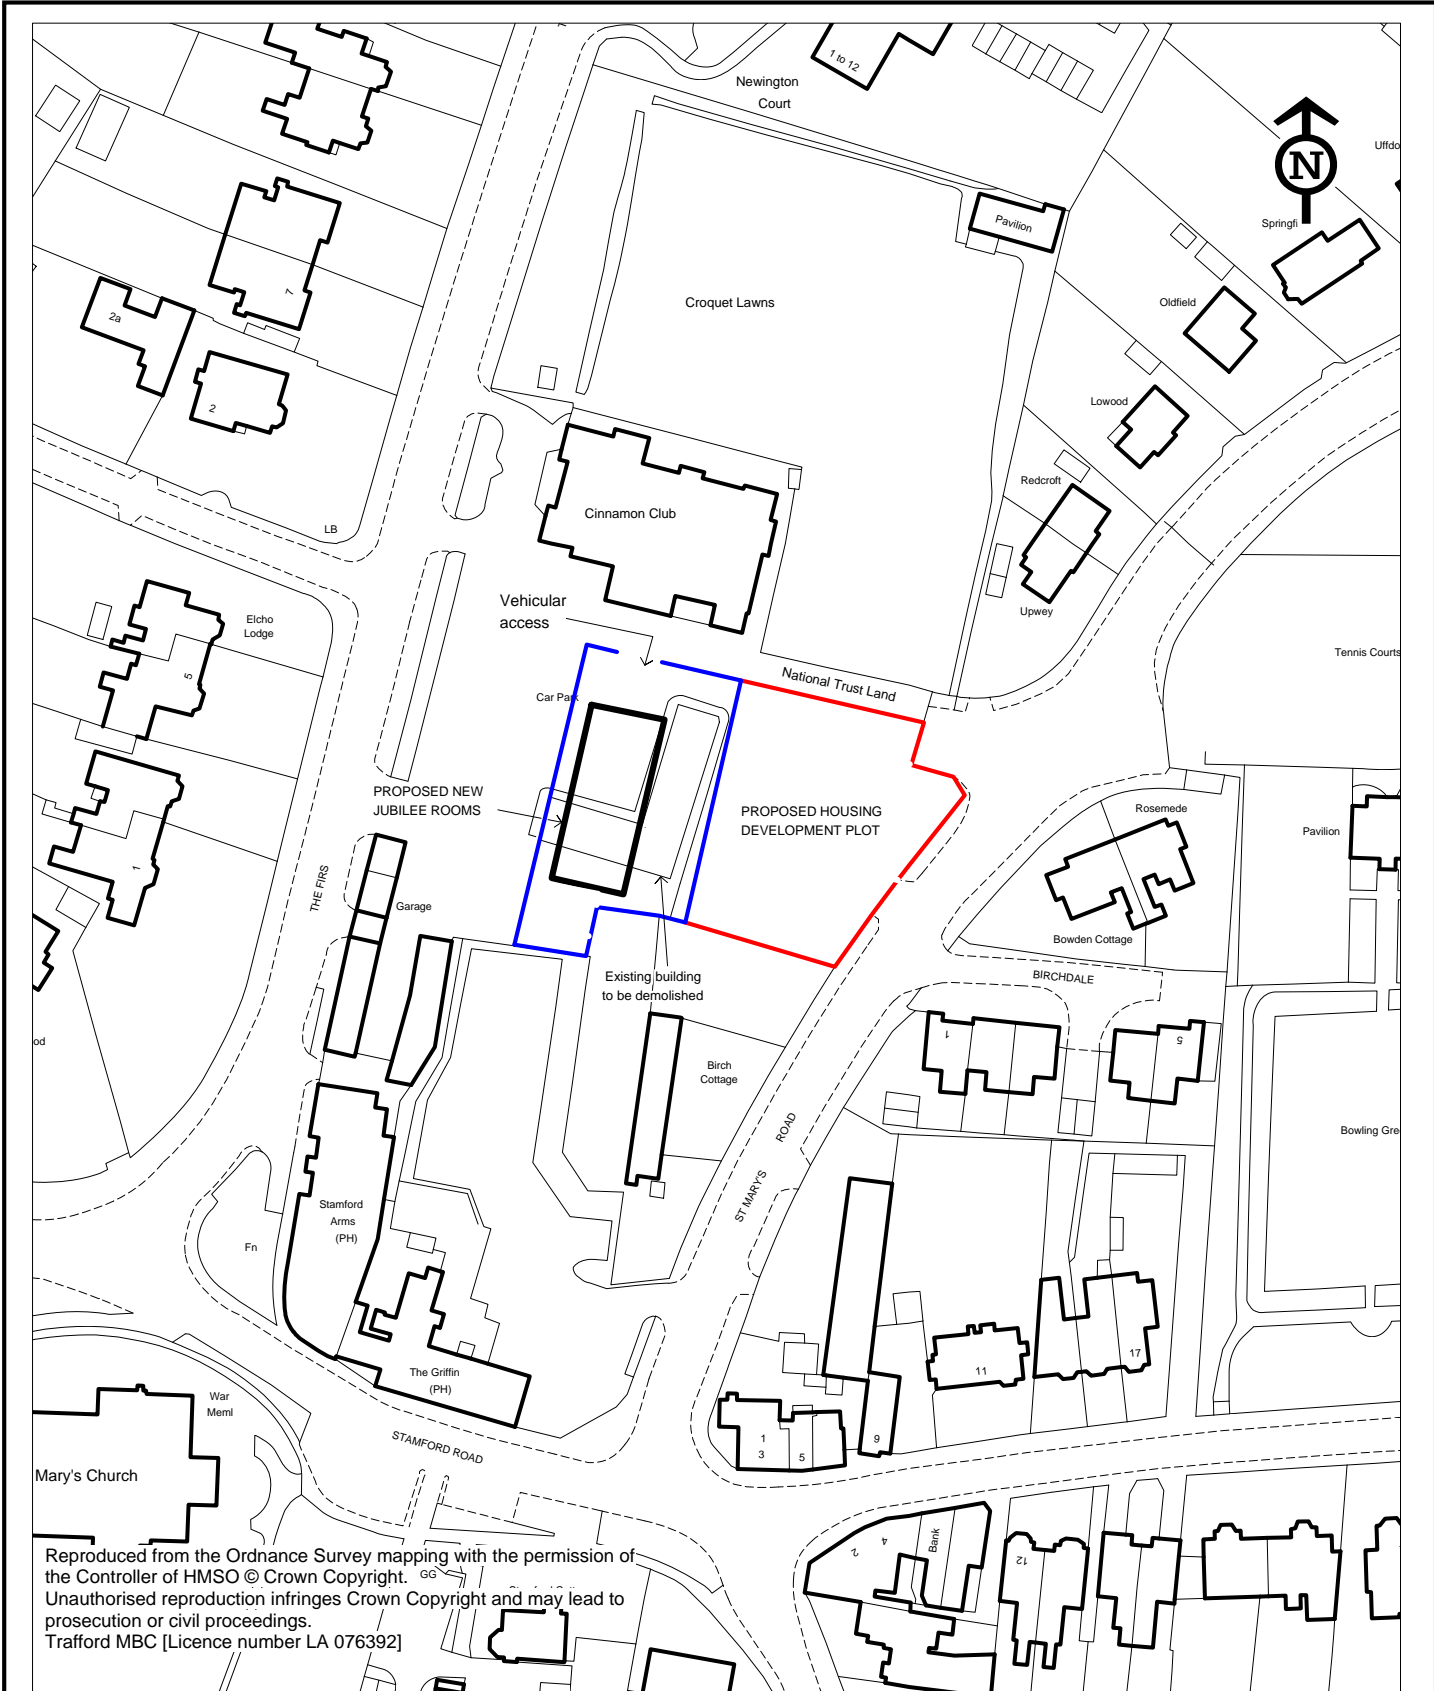 1 to 12
Newington
Court
N
Uffdo
Springfi
Pavilion
Oldfield
Croquet Lawns
7
2a
2
Lowood
Redcroft
Cinnamon Club
LB
Upwey
Vehicular
access
Elcho
Lodge
5
Tennis Courts
National Trust Land
Car Park
PROPOSED NEW
JUBILEE ROOMS
PROPOSED HOUSING
DEVELOPMENT PLOT
Rosemede
Pavilion
1
THE FIRS
Garage
Bowden Cottage
BIRCHDALE
Existing building
to be demolished
od
1
5
Birch
Cottage
ST MARY'S ROAD
Bowling Gre
Stamford
Arms
(PH)
Fn
The Griffin
(PH)
11
17
War
Meml
STAMFORD ROAD
1
3
5
9
Mary's Church
2
4
Bank
12
GG
Reproduced from the Ordnance Survey mapping with the permission of
the Controller of HMSO © Crown Copyright.
Unauthorised reproduction infringes Crown Copyright and may lead to
prosecution or civil proceedings.
Trafford MBC [Licence number LA 076392]